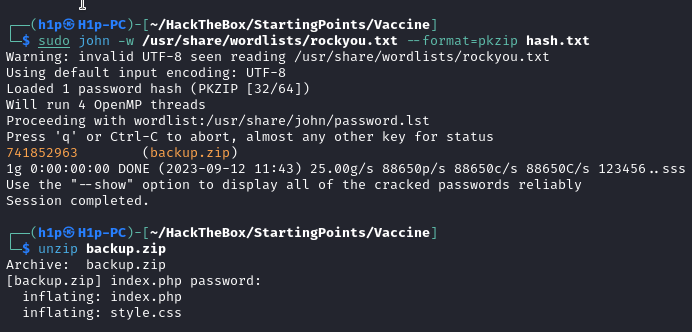 ┌──(h1p㉿H1p-PC)-[~/HackTheBox/StartingPoints/Vaccine]
└─$ sudo john -w /usr/share/wordlists/rockyou.txt --format=pkzip hash.txt
Warning: invalid UTF-8 seen reading /usr/share/wordlists/rockyou.txt
Using default input encoding: UTF-8
Loaded 1 password hash (PKZIP [32/64])
Will run 4 OpenMP threads
Proceeding with wordlist:/usr/share/john/password.lst
Press 'q' or Ctrl-C to abort, almost any other key for status
741852963        (backup.zip)
1g 0:00:00:00 DONE (2023-09-12 11:43) 25.00g/s 88650p/s 88650c/s 88650C/s 123456..sss
Use the "--show" option to display all of the cracked passwords reliably
Session completed.
┌──(h1p㉿H1p-PC)-[~/HackTheBox/StartingPoints/Vaccine]
└─$ unzip backup.zip
Archive:  backup.zip
[backup.zip] index.php password:
  inflating: index.php
  inflating: style.css